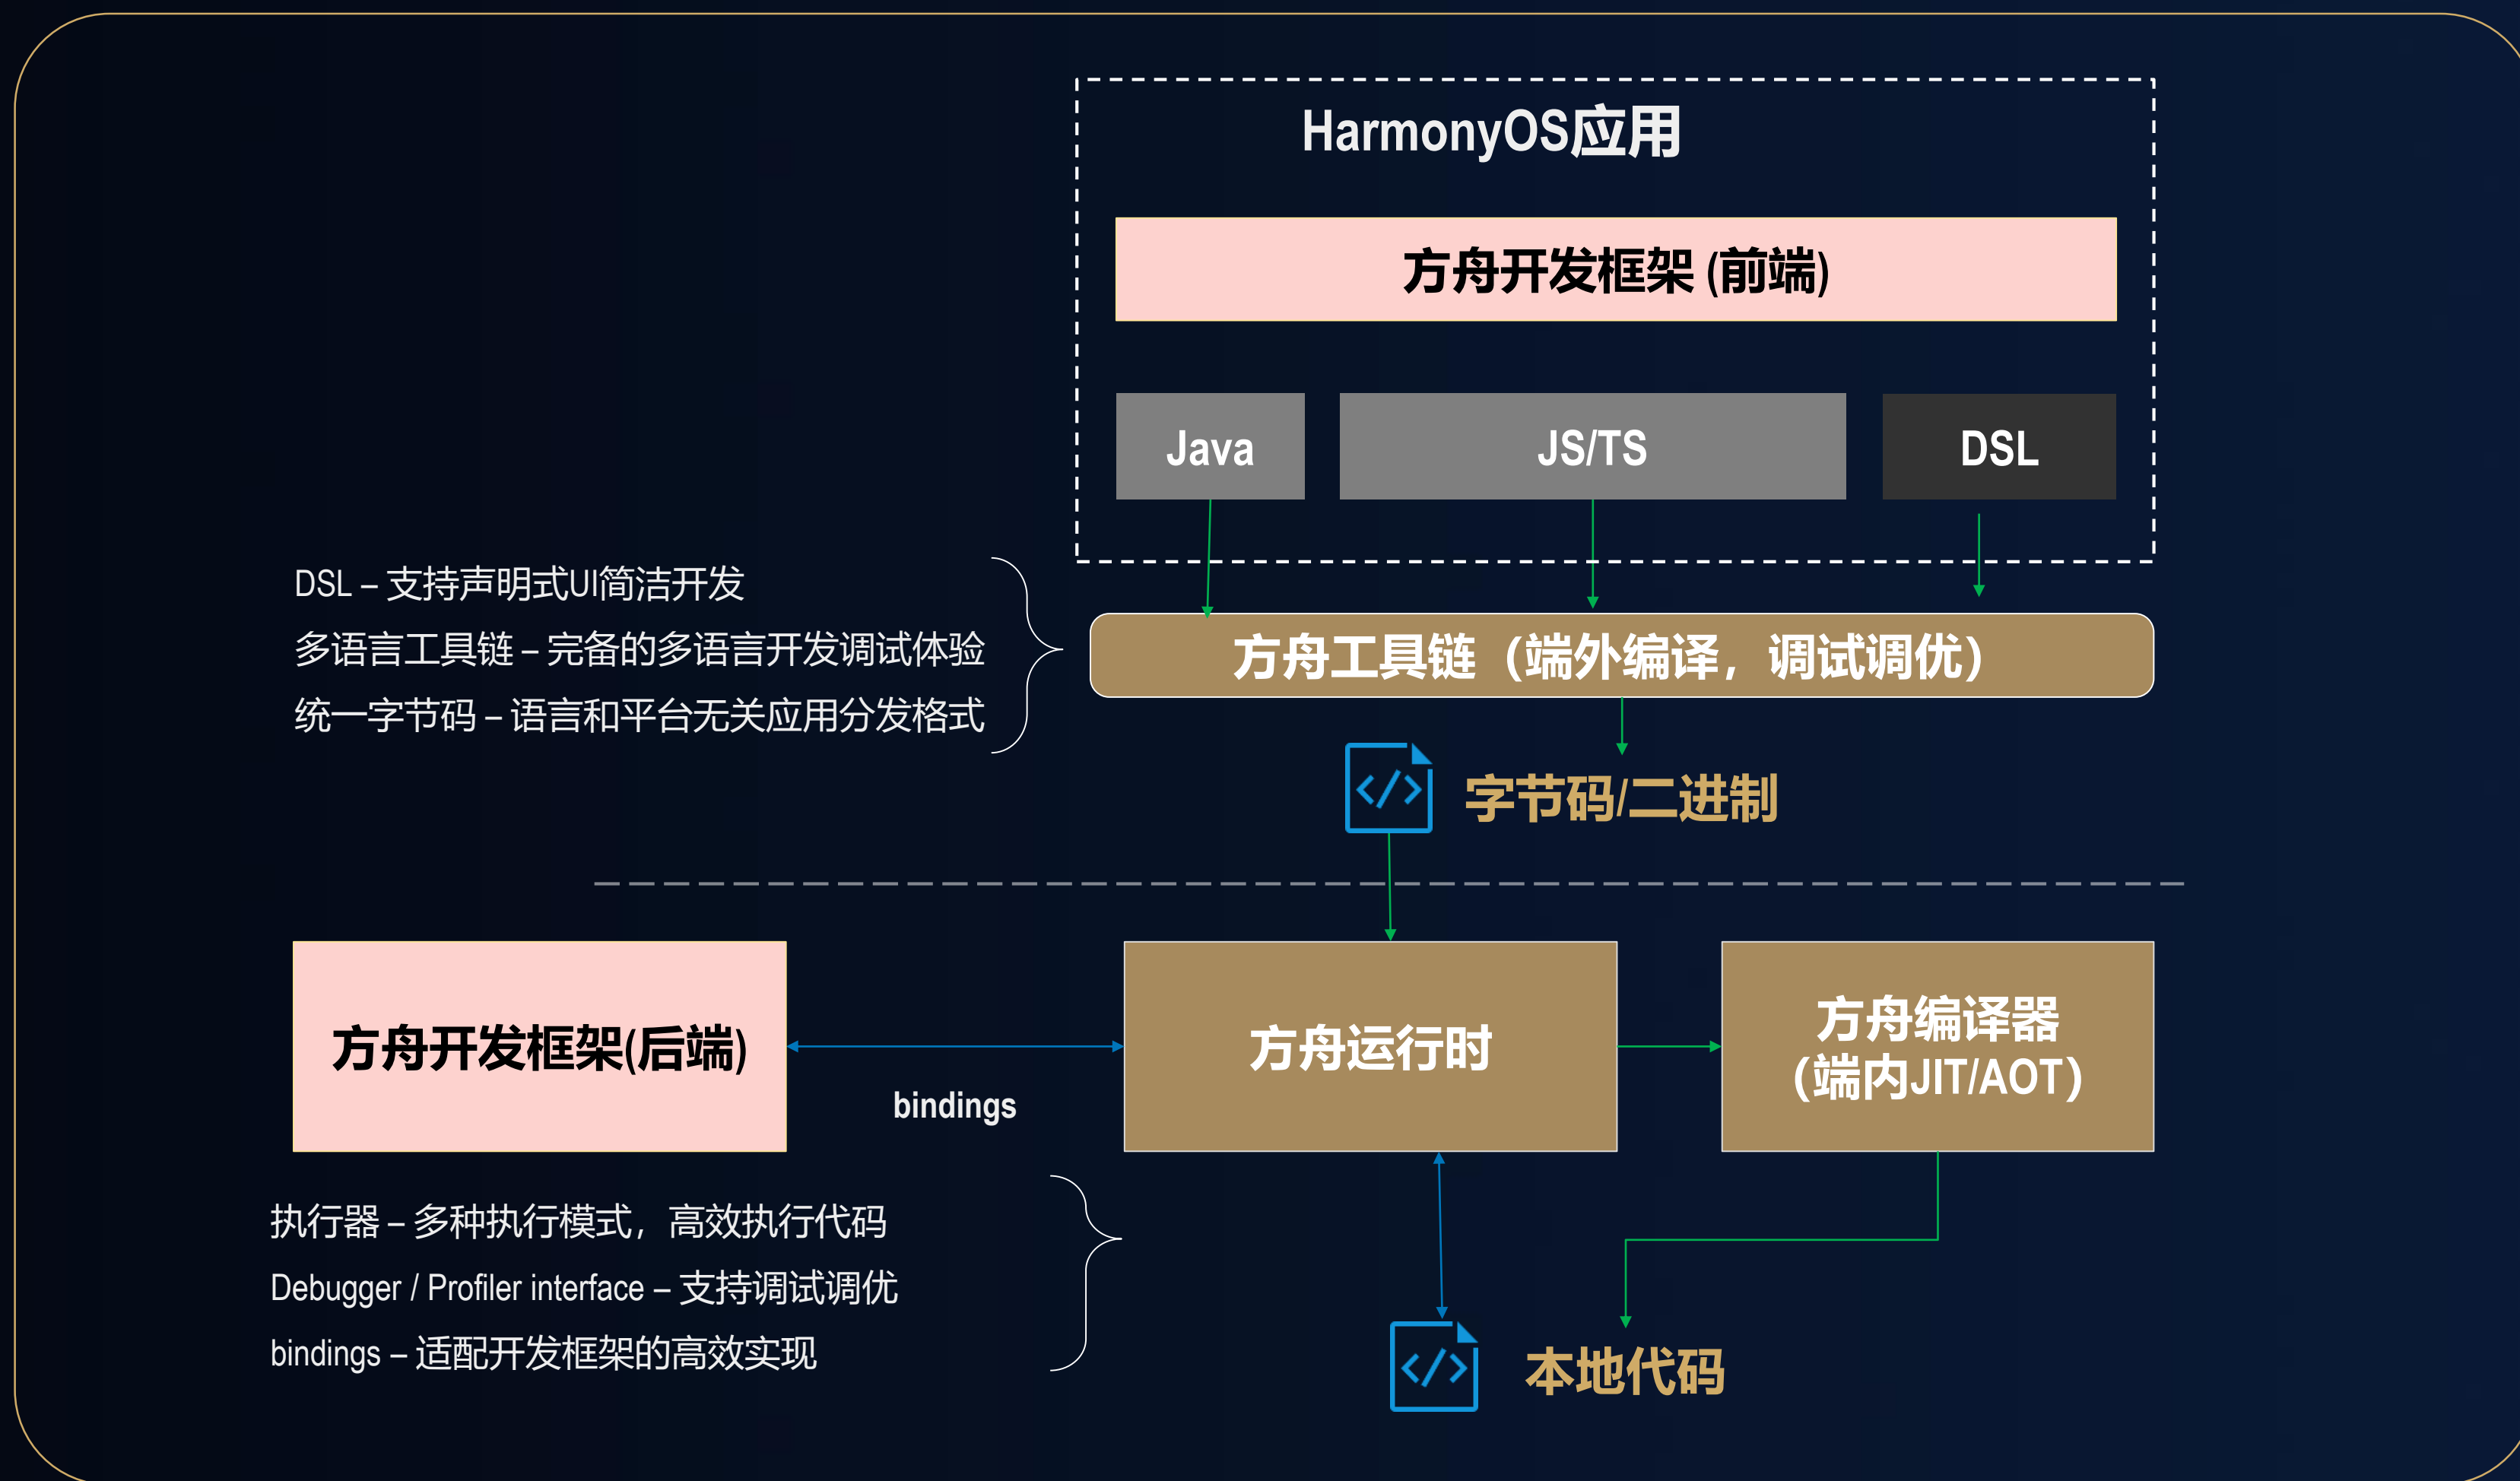 HarmonyOS应用
方舟开发框架 (前端)
Java
JS/TS
DSL
DSL – 支持声明式UI简洁开发
多语言工具链 – 完备的多语言开发调试体验
统一字节码 – 语言和平台无关应用分发格式
方舟工具链（端外编译，调试调优）
字节码/二进制
方舟开发框架(后端)
bindings
方舟运行时
方舟编译器
（端内JIT/AOT）
执行器 – 多种执行模式，高效执行代码
Debugger / Profiler interface – 支持调试调优
bindings – 适配开发框架的高效实现
本地代码